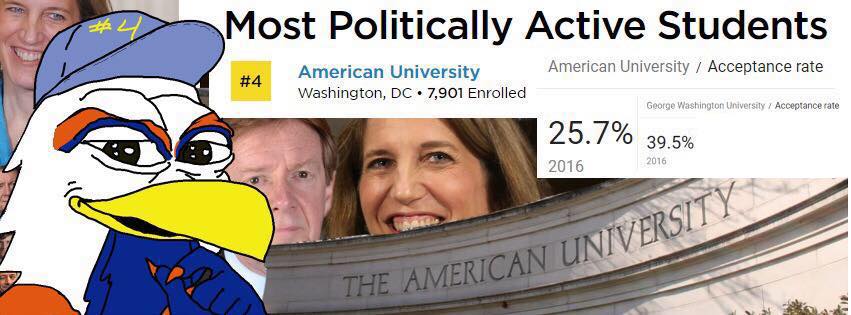 #4
Most Politically Active Students
#4
American University
Washington, DC • 7,901 Enrolled
American University / Acceptance rate
25.7%
2016
George Washington University / Acceptance rate
39.5%
2016
THE AMERICAN UNIVERSITY